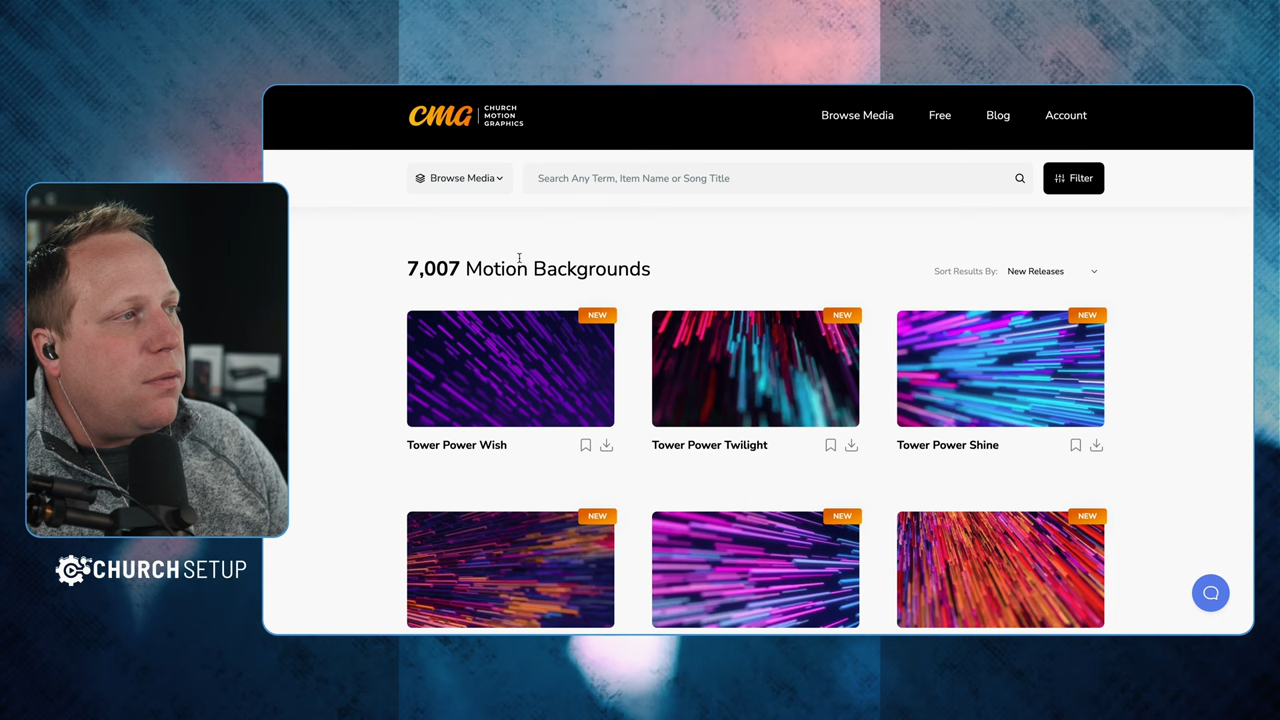 CMG
CHURCH
MOTION
GRAPHICS
Browse Media
Free
Blog
Account
Browse Media
Search Any Term, Item Name or Song Title
Filter
7,007 Motion Backgrounds
Sort Results By: New Releases
NEW
NEW
NEW
Tower Power Wish
Tower Power Twilight
Tower Power Shine
NEW
NEW
NEW
CHURCH SETUP